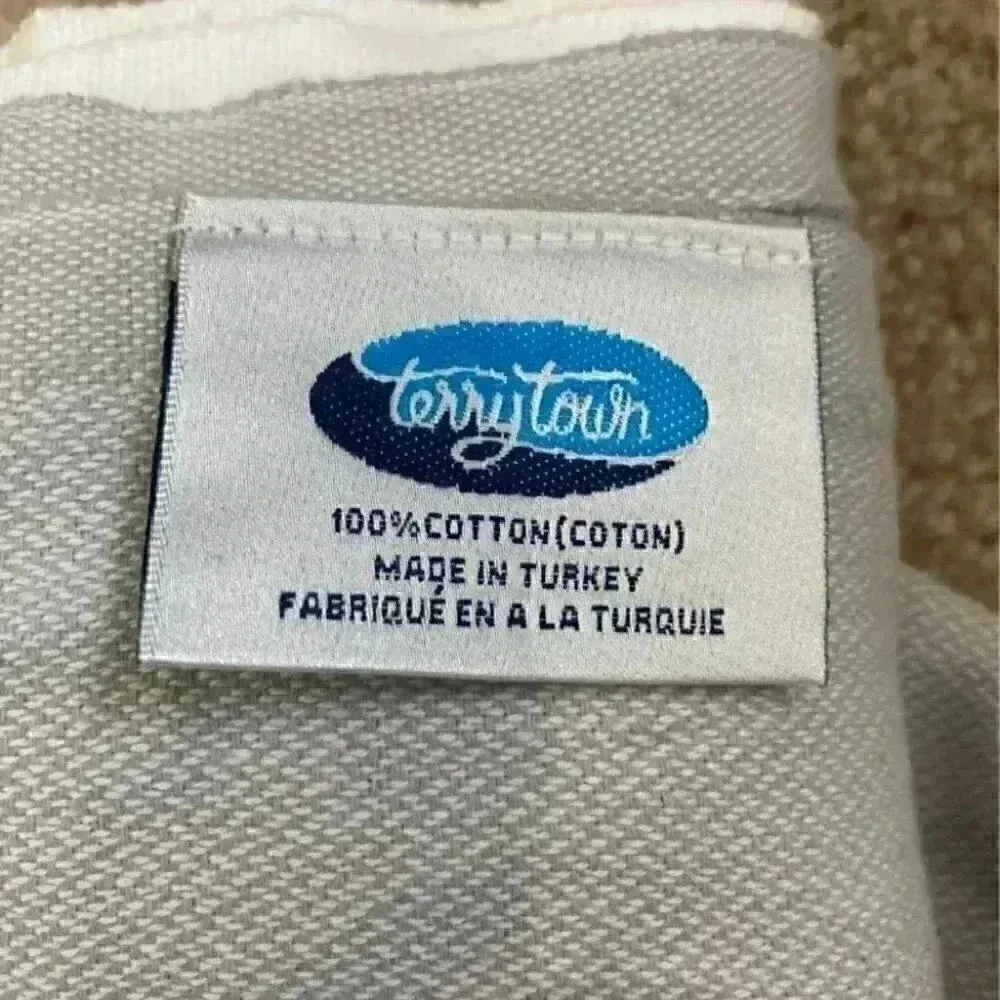 terrytown
100% COTTON (COTON)
MADE IN TURKEY
FABRIQUÉ EN A LA TURQUIE